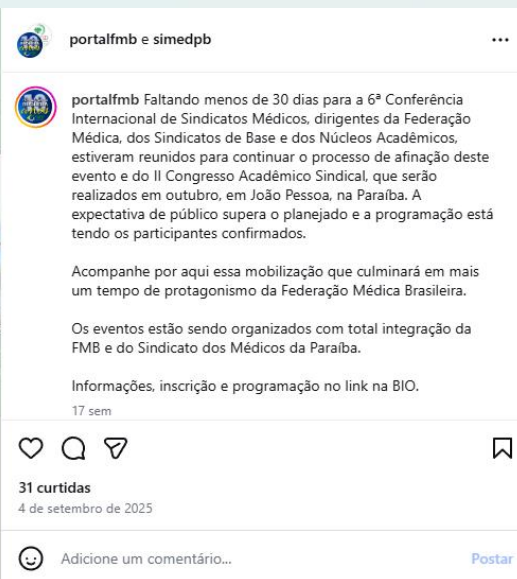 portalfmb e simedpb
portalfmb Faltando menos de 30 dias para a 6ª Conferência
Internacional de Sindicatos Médicos, dirigentes da Federação
Médica, dos Sindicatos de Base e dos Núcleos Acadêmicos,
estiveram reunidos para continuar o processo de afinação deste
evento e do II Congresso Acadêmico Sindical, que serão
realizados em outubro, em João Pessoa, na Paraíba. A
expectativa de público supera o planejado e a programação está
tendo os participantes confirmados.
Acompanhe por aqui essa mobilização que culminará em mais
um tempo de protagonismo da Federação Médica Brasileira.
Os eventos estão sendo organizados com total integração da
FMB e do Sindicato dos Médicos da Paraíba.
Informações, inscrição e programação no link na BIO.
17 sem
31 curtidas
4 de setembro de 2025
Adicione um comentário...
Postar